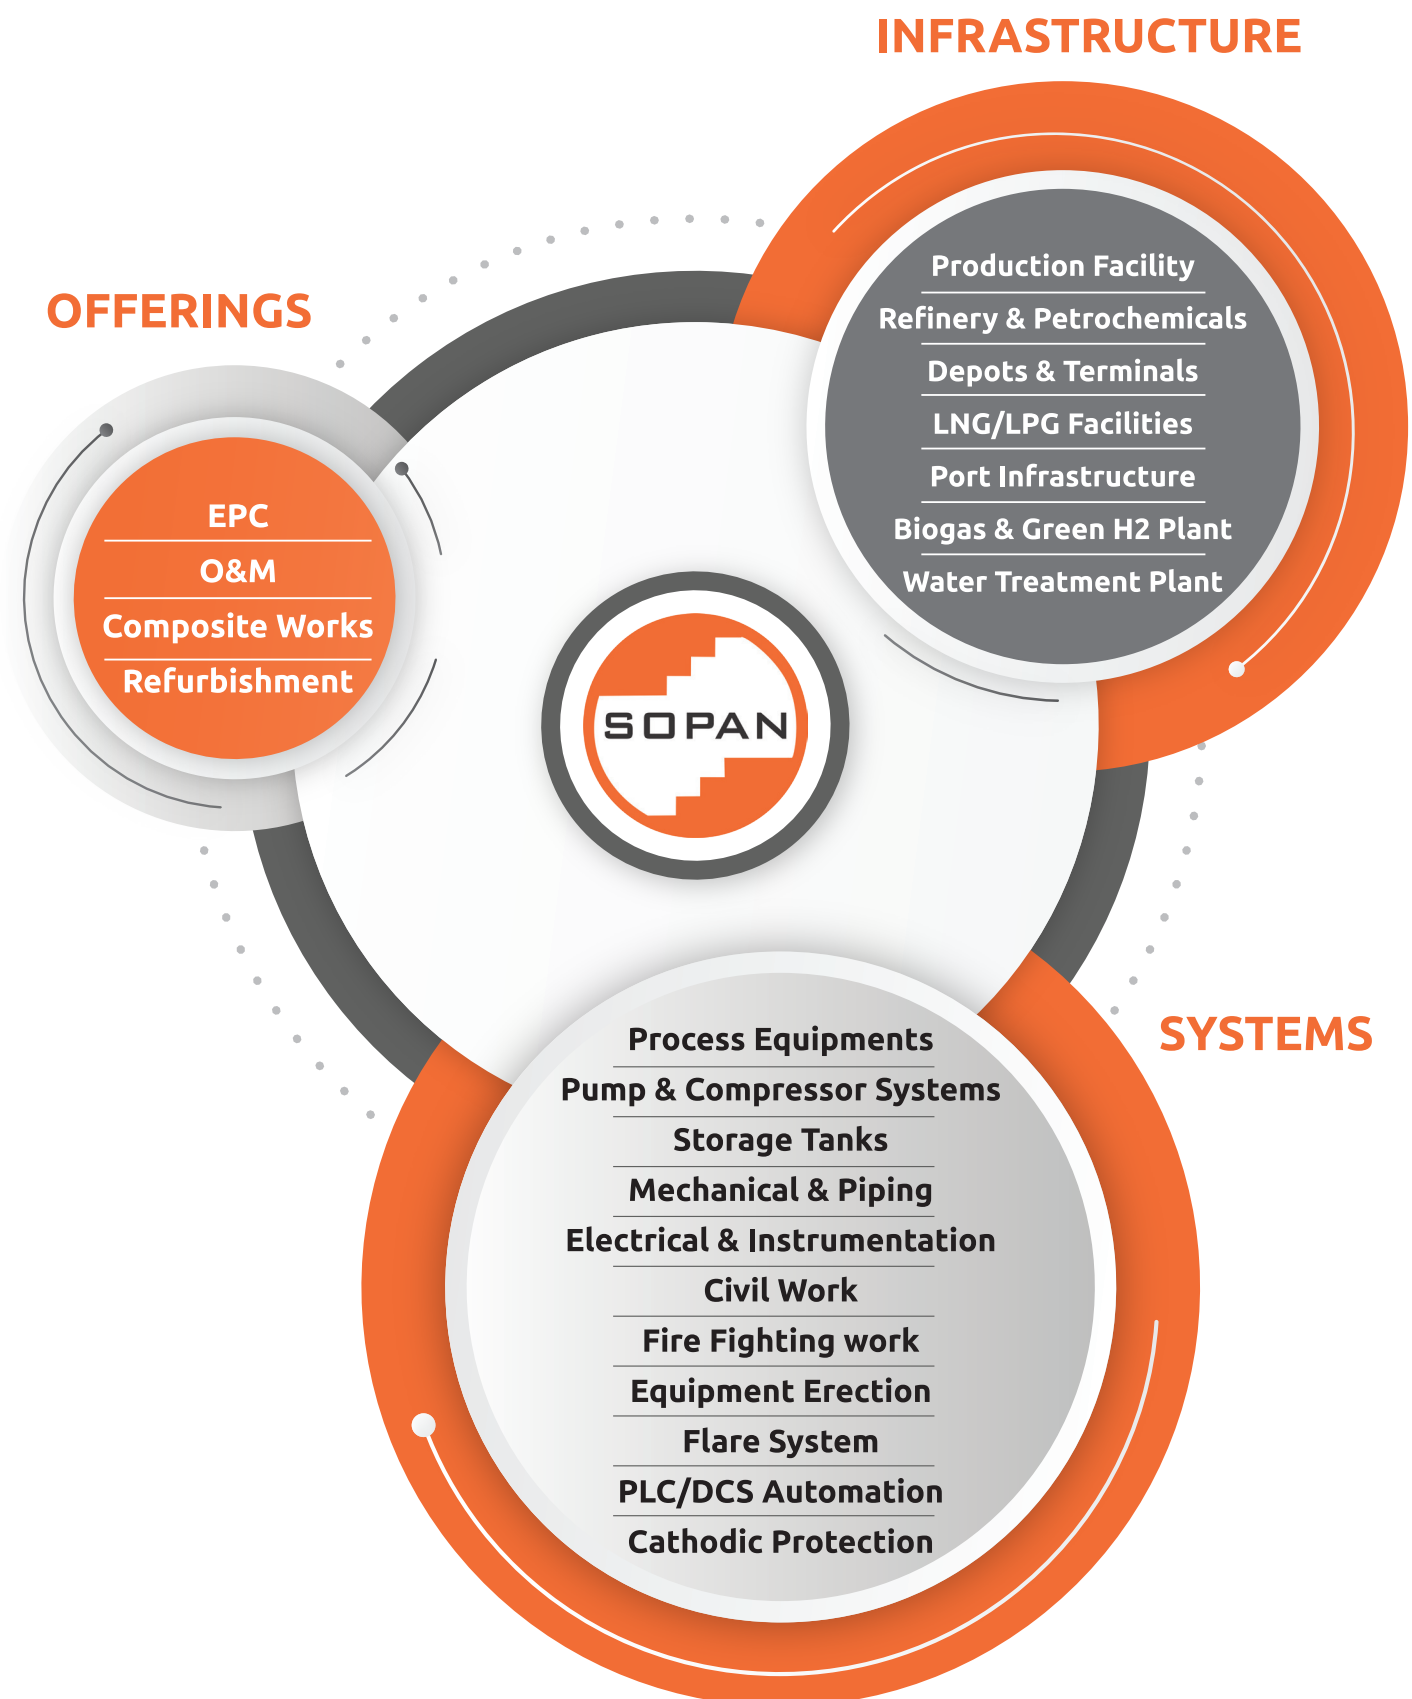 INFRASTRUCTURE
Production Facility
Refinery & Petrochemicals
Depots & Terminals
LNG/LPG Facilities
Port Infrastructure
Biogas & Green H2 Plant
Water Treatment Plant
OFFERINGS
EPC
O&M
Composite Works
Refurbishment
SOPAN
SYSTEMS
Process Equipments
Pump & Compressor Systems
Storage Tanks
Mechanical & Piping
Electrical & Instrumentation
Civil Work
Fire Fighting work
Equipment Erection
Flare System
PLC/DCS Automation
Cathodic Protection